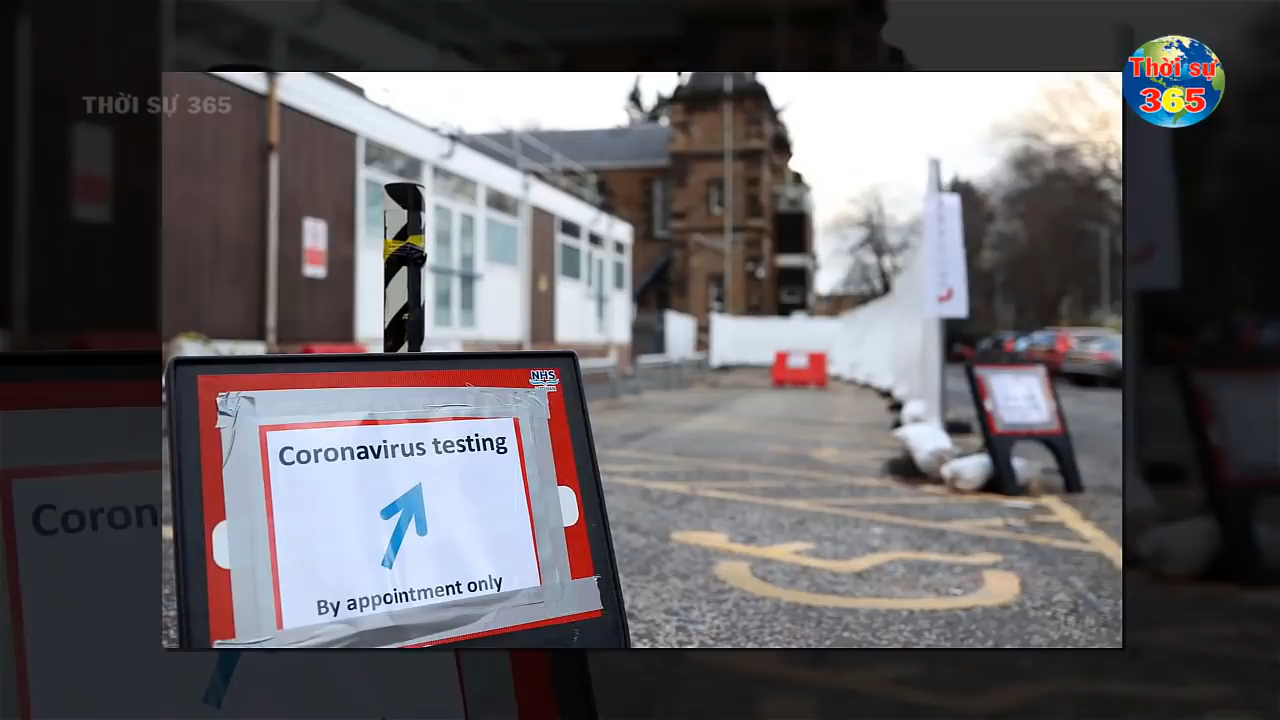 THỜI SỰ 365
Thời sự
365
NHS
Coronavirus testing
By appointment only
Coron